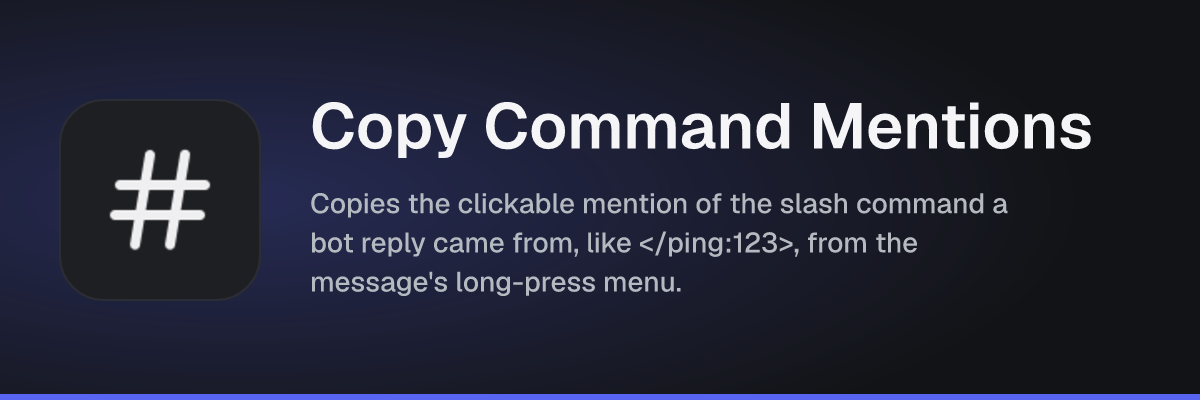 #
Copy Command Mentions
Copies the clickable mention of the slash command a
bot reply came from, like </ping:123>, from the
message's long-press menu.